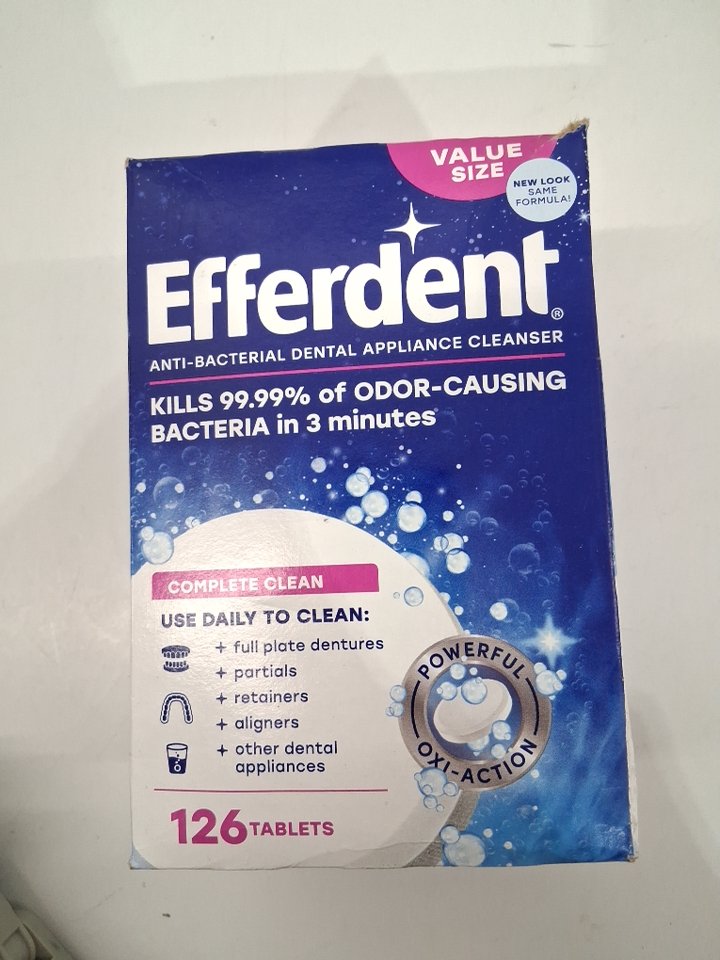 VALUE
SIZE
NEW LOOK
SAME
FORMULA!
Efferdent®
ANTI-BACTERIAL DENTAL APPLIANCE CLEANSER
KILLS 99.99% of ODOR-CAUSING
BACTERIA in 3 minutes
COMPLETE CLEAN
USE DAILY TO CLEAN:
+ full plate dentures
+ partials
+ retainers
+ aligners
+ other dental
appliances
POWERFUL
OXI-ACTION
126 TABLETS